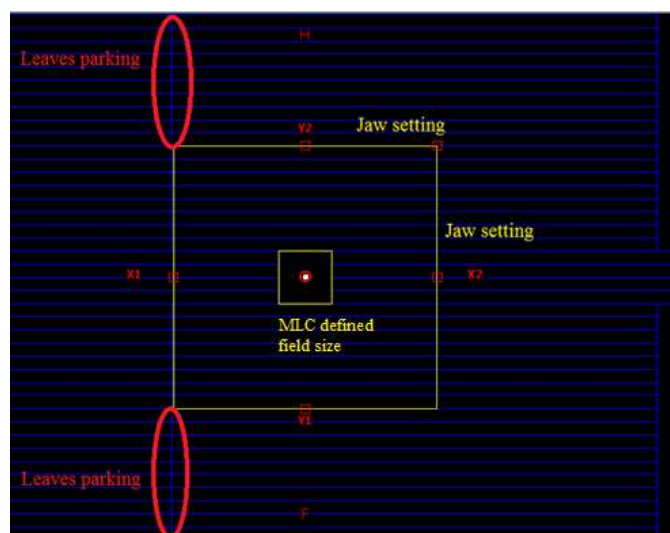 H
Leaves parking
Y2
Jaw setting
Jaw setting
X1
X2
MLC defined
field size
Y1
Leaves parking
F